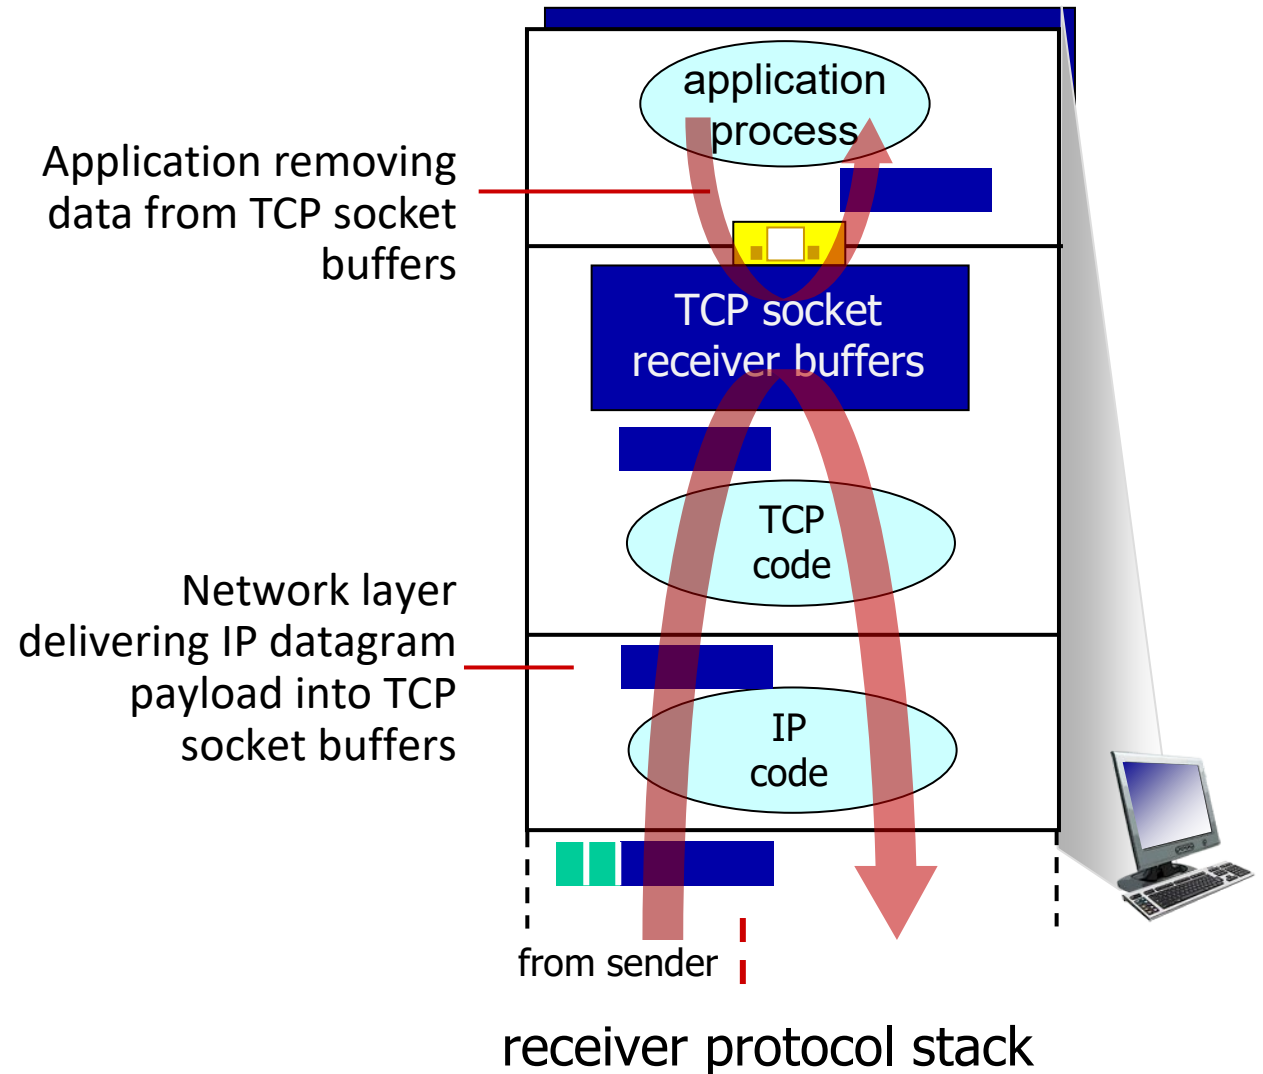 application
process
Application removing
data from TCP socket
buffers
TCP socket
receiver buffers
TCP
code
Network layer
delivering IP datagram
payload into TCP
socket buffers
IP
code
from sender
receiver protocol stack